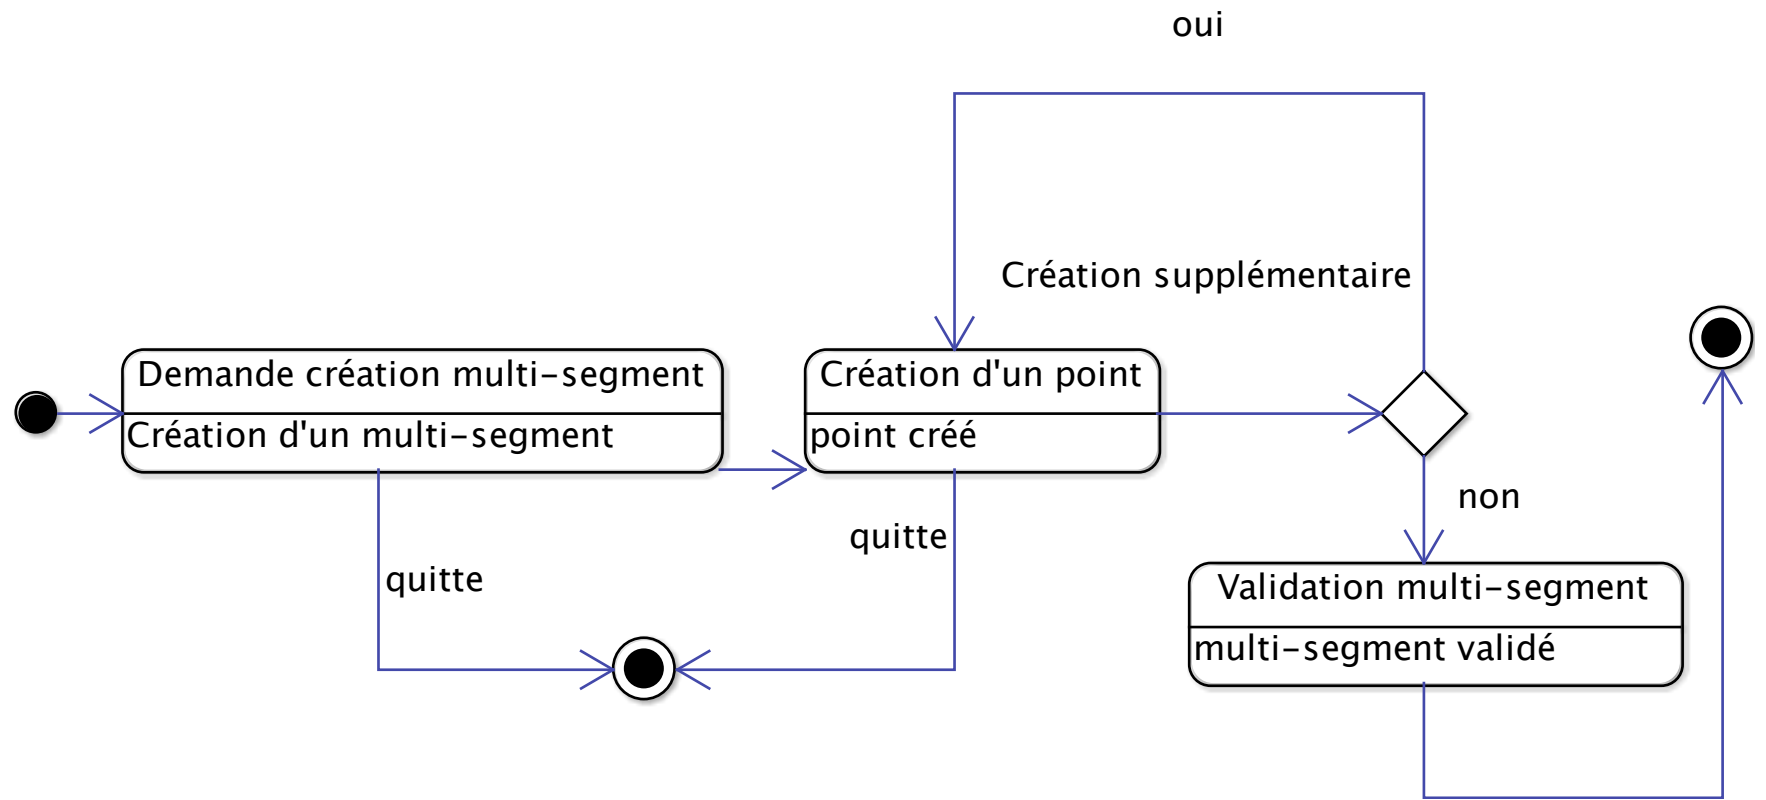 oui
Création supplémentaire
Demande création multi-segment
Création d'un multi-segment
Création d'un point
point créé
quitte
quitte
non
Validation multi-segment
multi-segment validé